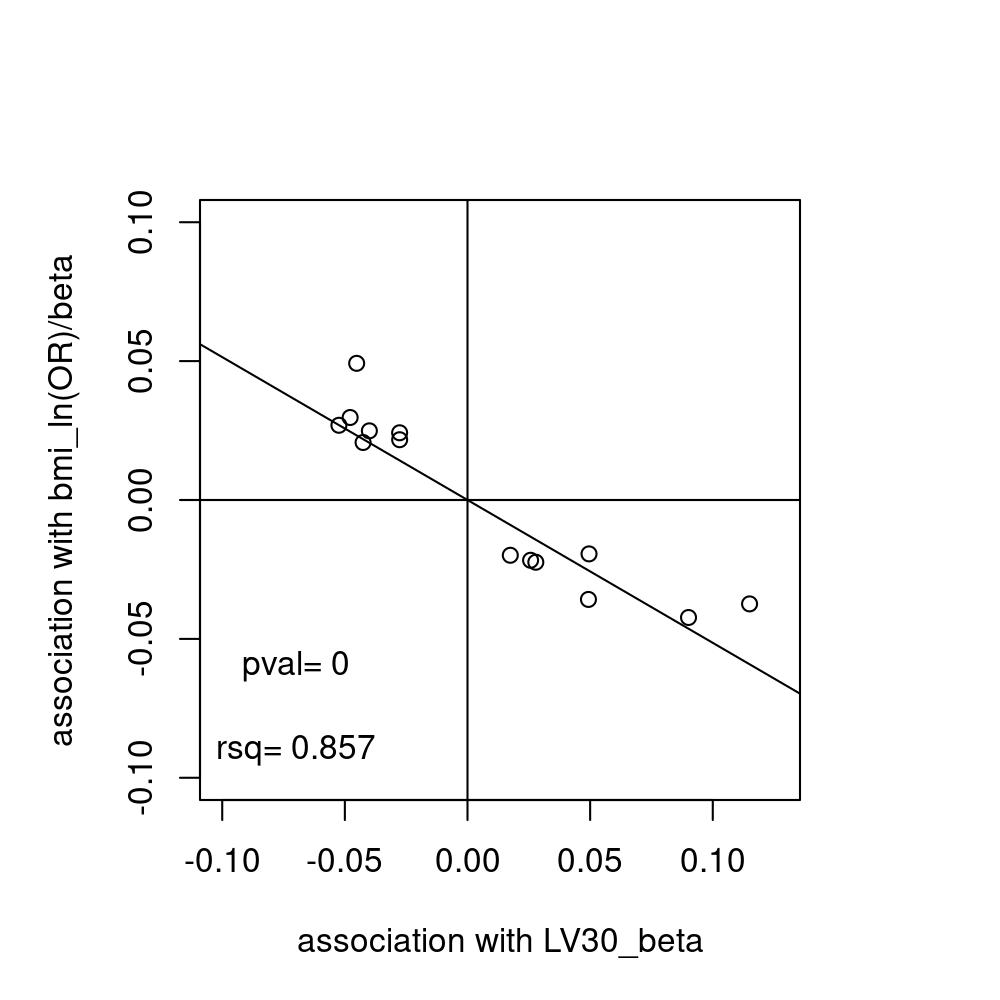 association with bmi_ln(OR)/beta
0.10
0.05
0.00
-0.05
-0.10
pval= 0
rsq= 0.857
-0.10 -0.05 0.00 0.05 0.10
association with LV30_beta